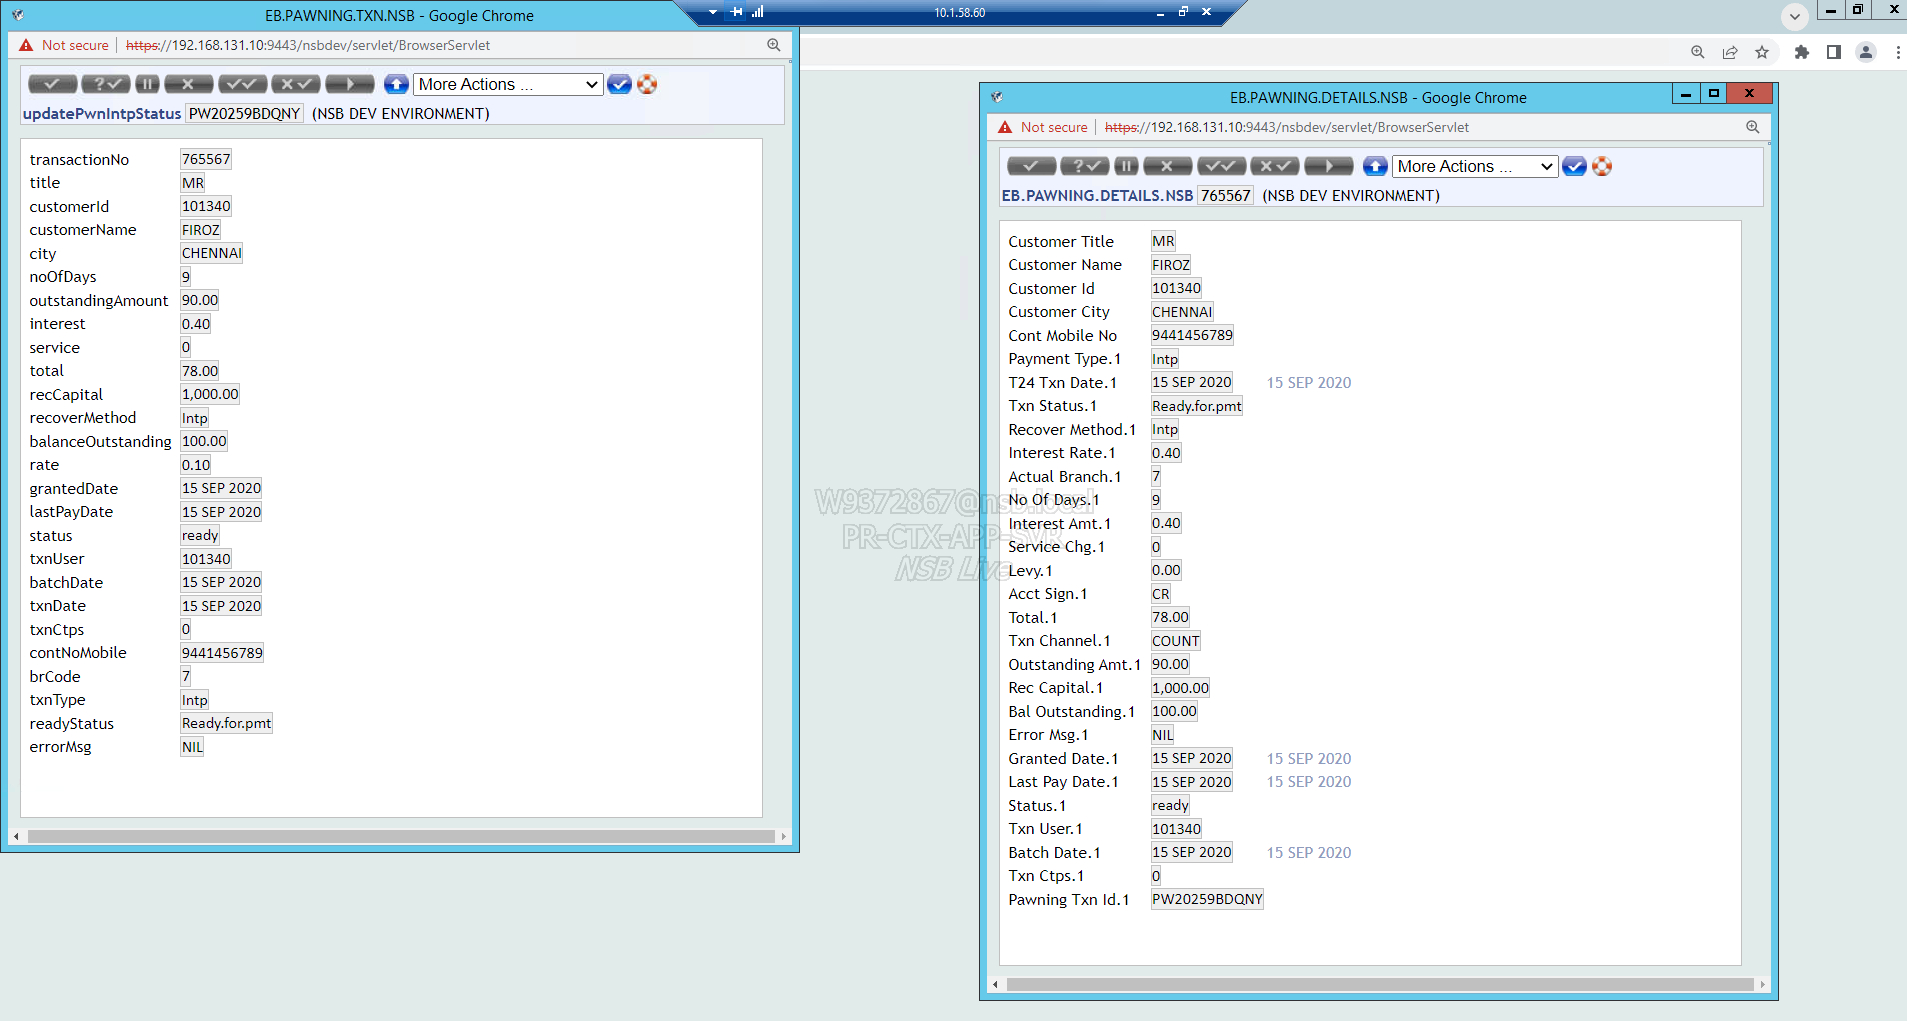 EB.PAWNING.TXN.NSB - Google Chrome
10.1.58.60
Not secure https://192.168.131.10:9443/nsbdev/servlet/BrowserServlet
More Actions ...
updatePwnIntpStatus PW20259BDQNY (NSB DEV ENVIRONMENT)
transactionNo 765567
title MR
customerId 101340
customerName FIROZ
city CHENNAI
noOfDays 9
outstandingAmount 90.00
interest 0.40
service 0
total 78.00
recCapital 1,000.00
recoverMethod Intp
balanceOutstanding 100.00
rate 0.10
grantedDate 15 SEP 2020
lastPayDate 15 SEP 2020
status ready
txnUser 101340
batchDate 15 SEP 2020
txnDate 15 SEP 2020
txnCtps 0
contNoMobile 9441456789
brCode 7
txnType Intp
readyStatus Ready.for.pmt
errorMsg NIL
W9372867@nsb.local
PR-CTX-APP-SVR
NSB Live
EB.PAWNING.DETAILS.NSB - Google Chrome
Not secure https://192.168.131.10:9443/nsbdev/servlet/BrowserServlet
More Actions ...
EB.PAWNING.DETAILS.NSB 765567 (NSB DEV ENVIRONMENT)
Customer Title MR
Customer Name FIROZ
Customer Id 101340
Customer City CHENNAI
Cont Mobile No 9441456789
Payment Type.1 Intp
T24 Txn Date.1 15 SEP 2020 15 SEP 2020
Txn Status.1 Ready.for.pmt
Recover Method.1 Intp
Interest Rate.1 0.40
Actual Branch.1 7
No Of Days.1 9
Interest Amt.1 0.40
Service Chg.1 0
Levy.1 0.00
Acct Sign.1 CR
Total.1 78.00
Txn Channel.1 COUNT
Outstanding Amt.1 90.00
Rec Capital.1 1,000.00
Bal Outstanding.1 100.00
Error Msg.1 NIL
Granted Date.1 15 SEP 2020 15 SEP 2020
Last Pay Date.1 15 SEP 2020 15 SEP 2020
Status.1 ready
Txn User.1 101340
Batch Date.1 15 SEP 2020 15 SEP 2020
Txn Ctps.1 0
Pawning Txn Id.1 PW20259BDQNY